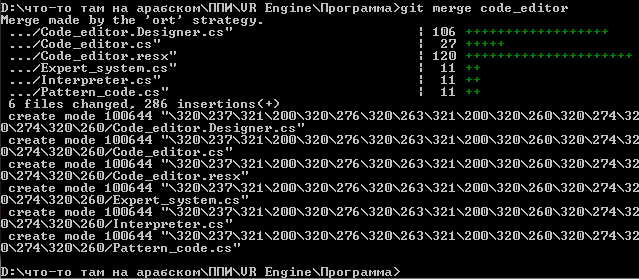 D:\что-то там на арабском\ППИ\VR Engine\Программа>git merge code_editor
Merge made by the 'ort' strategy.
.../Code_editor.Designer.cs" | 106 ++++++++++++++++++
.../Code_editor.cs" | 27 +++++
.../Code_editor.resx" | 120 +++++++++++++++++++++
.../Expert_system.cs" | 11 ++
.../Interpreter.cs" | 11 ++
.../Pattern_code.cs" | 11 ++
6 files changed, 286 insertions(+)
create mode 100644 "\320\237\321\200\320\276\320\263\321\200\320\260\320\274\32
0\274\320\260/Code_editor.Designer.cs"
create mode 100644 "\320\237\321\200\320\276\320\263\321\200\320\260\320\274\32
0\274\320\260/Code_editor.cs"
create mode 100644 "\320\237\321\200\320\276\320\263\321\200\320\260\320\274\32
0\274\320\260/Code_editor.resx"
create mode 100644 "\320\237\321\200\320\276\320\263\321\200\320\260\320\274\32
0\274\320\260/Expert_system.cs"
create mode 100644 "\320\237\321\200\320\276\320\263\321\200\320\260\320\274\32
0\274\320\260/Interpreter.cs"
create mode 100644 "\320\237\321\200\320\276\320\263\321\200\320\260\320\274\32
0\274\320\260/Pattern_code.cs"
D:\что-то там на арабском\ППИ\VR Engine\Программа>